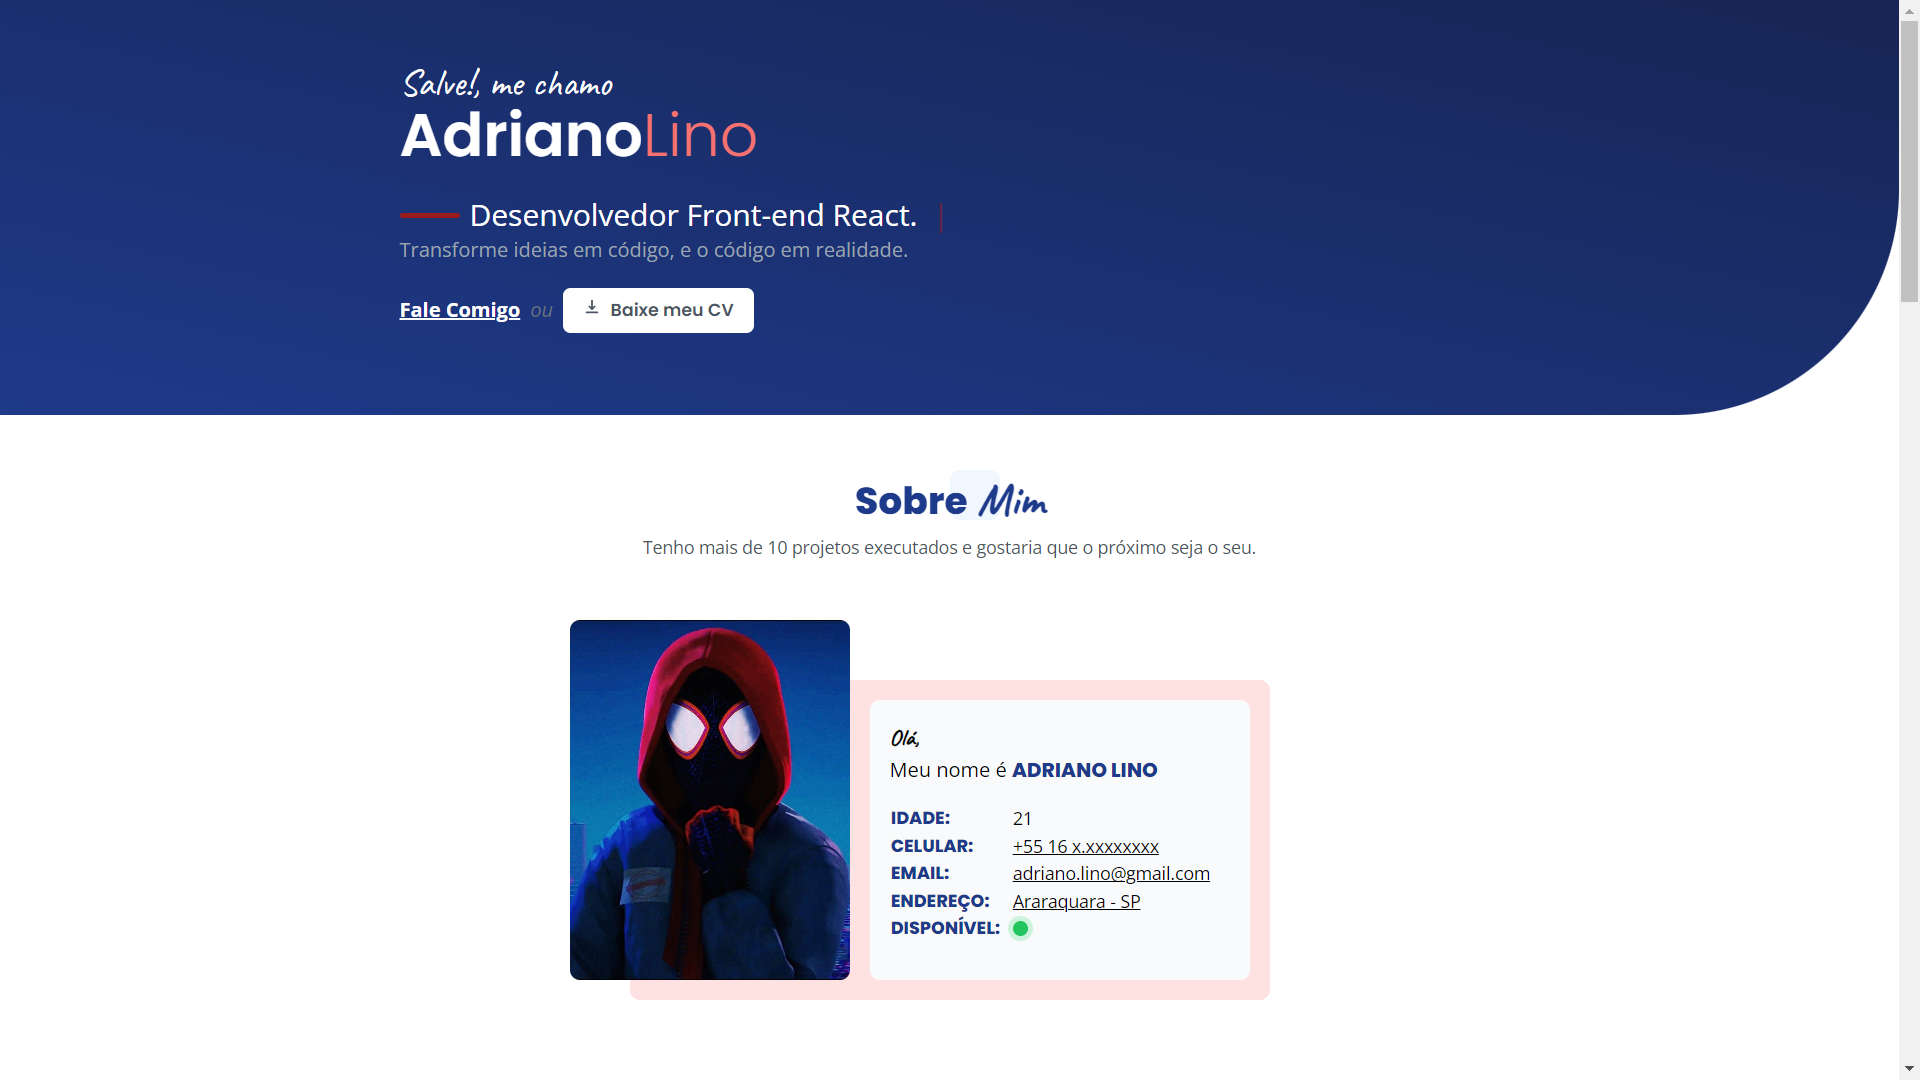 Salve!, me chamo
AdrianoLino
Desenvolvedor Front-end React.
Transforme ideias em código, e o código em realidade.
Fale Comigo ou Baixe meu CV
Sobre Mim
Tenho mais de 10 projetos executados e gostaria que o próximo seja o seu.
Olá,
Meu nome é ADRIANO LINO
IDADE: 21
CELULAR: +55 16 x.xxxxxxxx
EMAIL: adriano.lino@gmail.com
ENDEREÇO: Araraquara - SP
DISPONÍVEL: